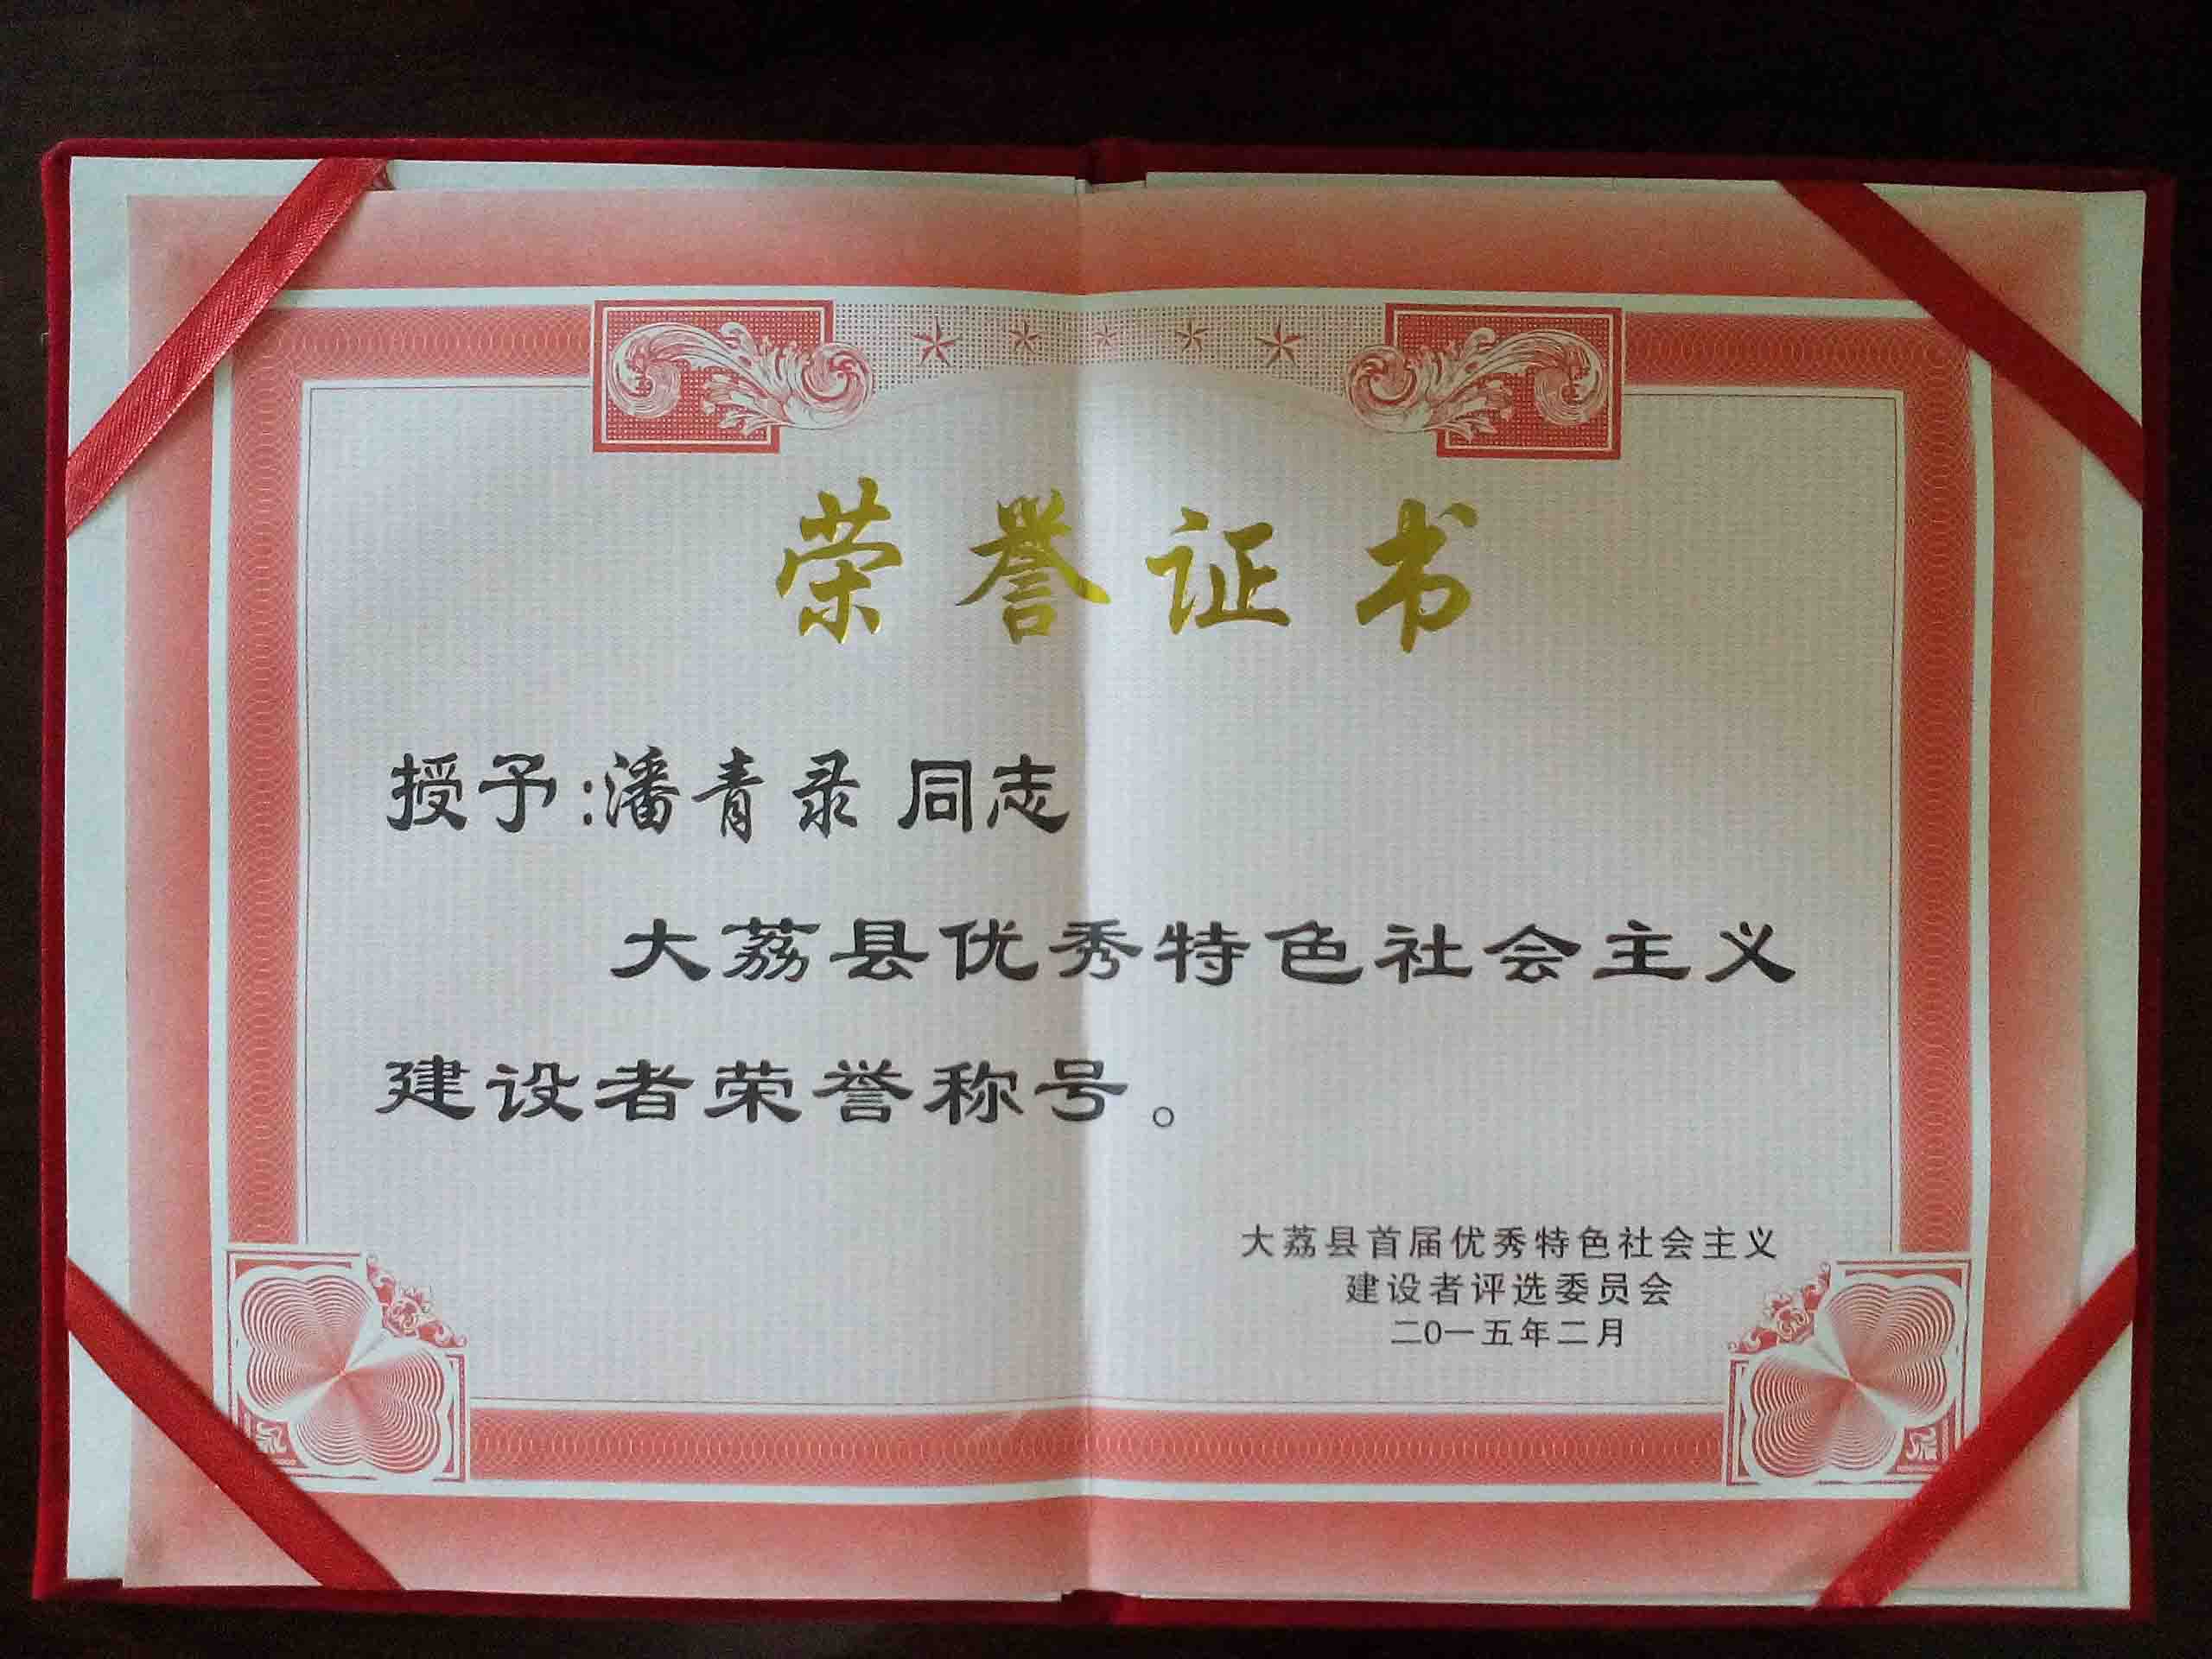 荣誉证书
授予:潘青录 同志
大荔县优秀特色社会主义
建设者荣誉称号。
大荔县首届优秀特色社会主义
建设者评选委员会
二0一五年二月